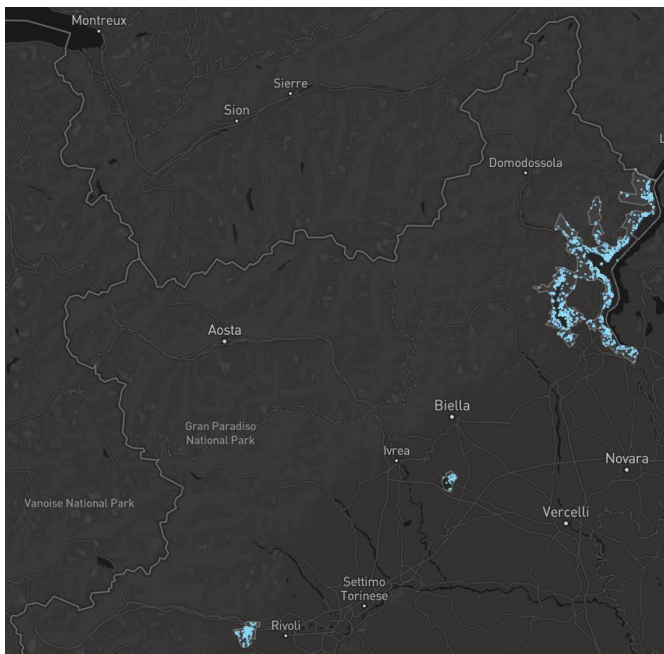 Montreux
Sierre
Sion
Domodossola
L
Aosta
Biella
Gran Paradiso
National Park
Ivrea
Novara
Vanoise National Park
Vercelli
Settimo
Torinese
Rivoli